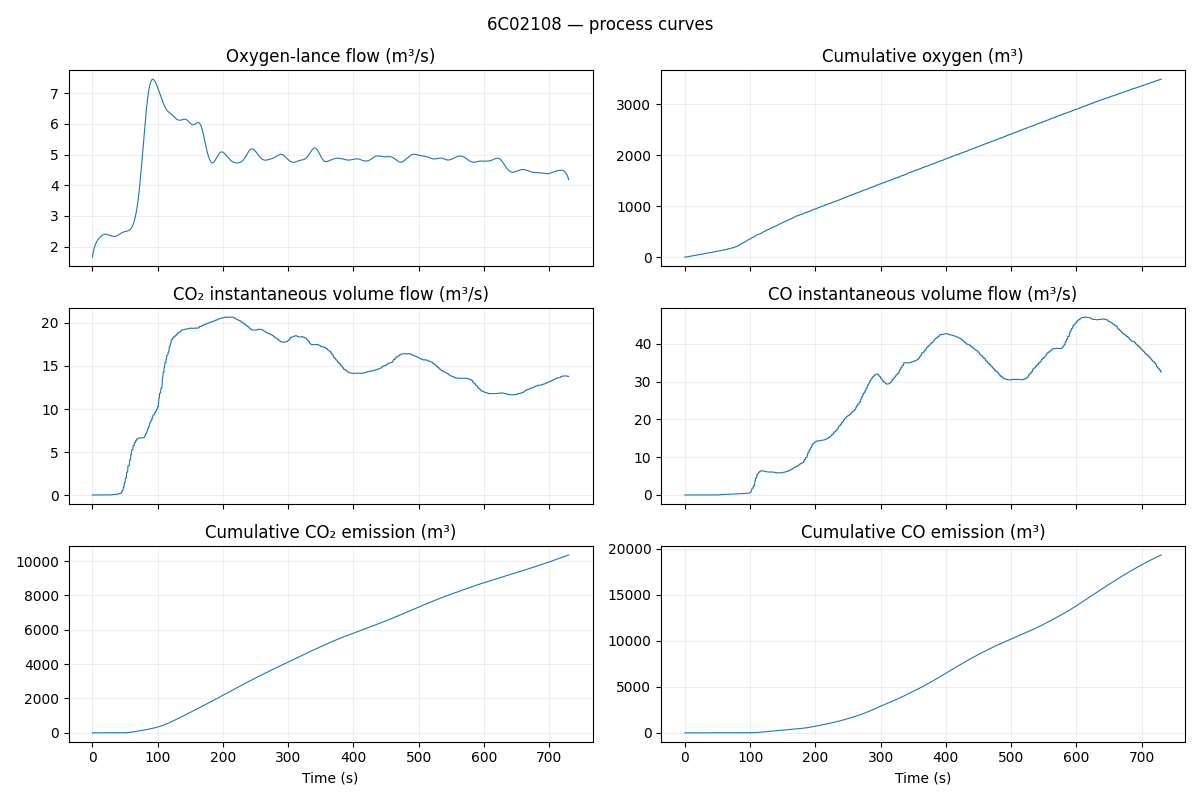 6C02108 — process curves
Oxygen-lance flow (m³/s)
7
6
5
4
3
2
Cumulative oxygen (m³)
3000
2000
1000
0
CO₂ instantaneous volume flow (m³/s)
20
15
10
5
0
CO instantaneous volume flow (m³/s)
40
30
20
10
0
Cumulative CO₂ emission (m³)
10000
8000
6000
4000
2000
0
0 100 200 300 400 500 600 700
Time (s)
Cumulative CO emission (m³)
20000
15000
10000
5000
0
0 100 200 300 400 500 600 700
Time (s)